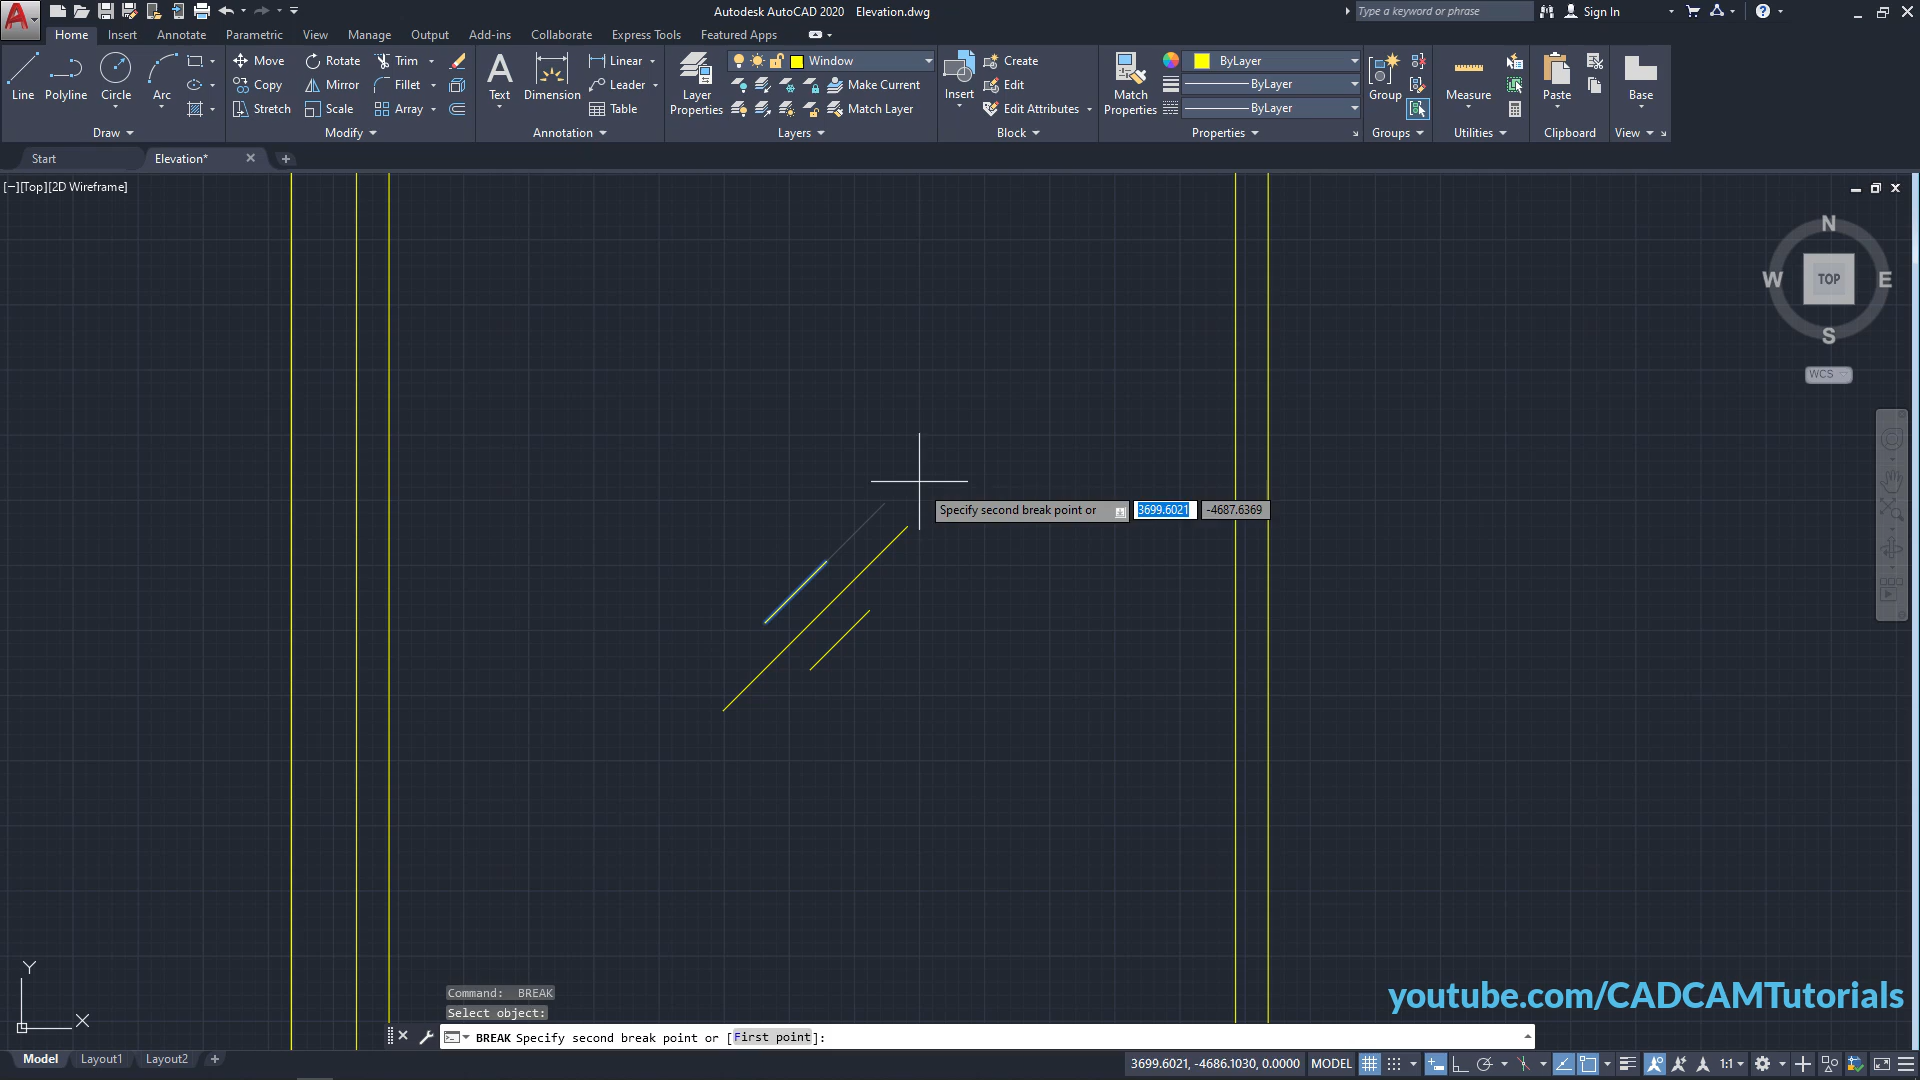 Autodesk AutoCAD 2020 Elevation.dwg
Type a keyword or phrase
Sign In
Home Insert Annotate Parametric View Manage Output Add-ins Collaborate Express Tools Featured Apps
Line Polyline Circle Arc
Draw
Move Rotate Trim
Copy Mirror Fillet
Stretch Scale Array
Modify
Text Dimension
Linear
Leader
Table
Annotation
Layer Properties
Window
Make Current
Match Layer
Layers
Insert
Create
Edit
Edit Attributes
Block
Match Properties
ByLayer
ByLayer
ByLayer
Properties
Group
Groups
Measure
Utilities
Paste
Clipboard
Base
View
Start
Elevation*
[−][Top][2D Wireframe]
N
W TOP E
S
WCS
Specify second break point or 3699.6021 -4687.6369
Y
X
Command: BREAK
Select object:
BREAK Specify second break point or [First point]:
youtube.com/CADCAMTutorials
Model Layout1 Layout2
3699.6021, -4686.1030, 0.0000 MODEL 1:1